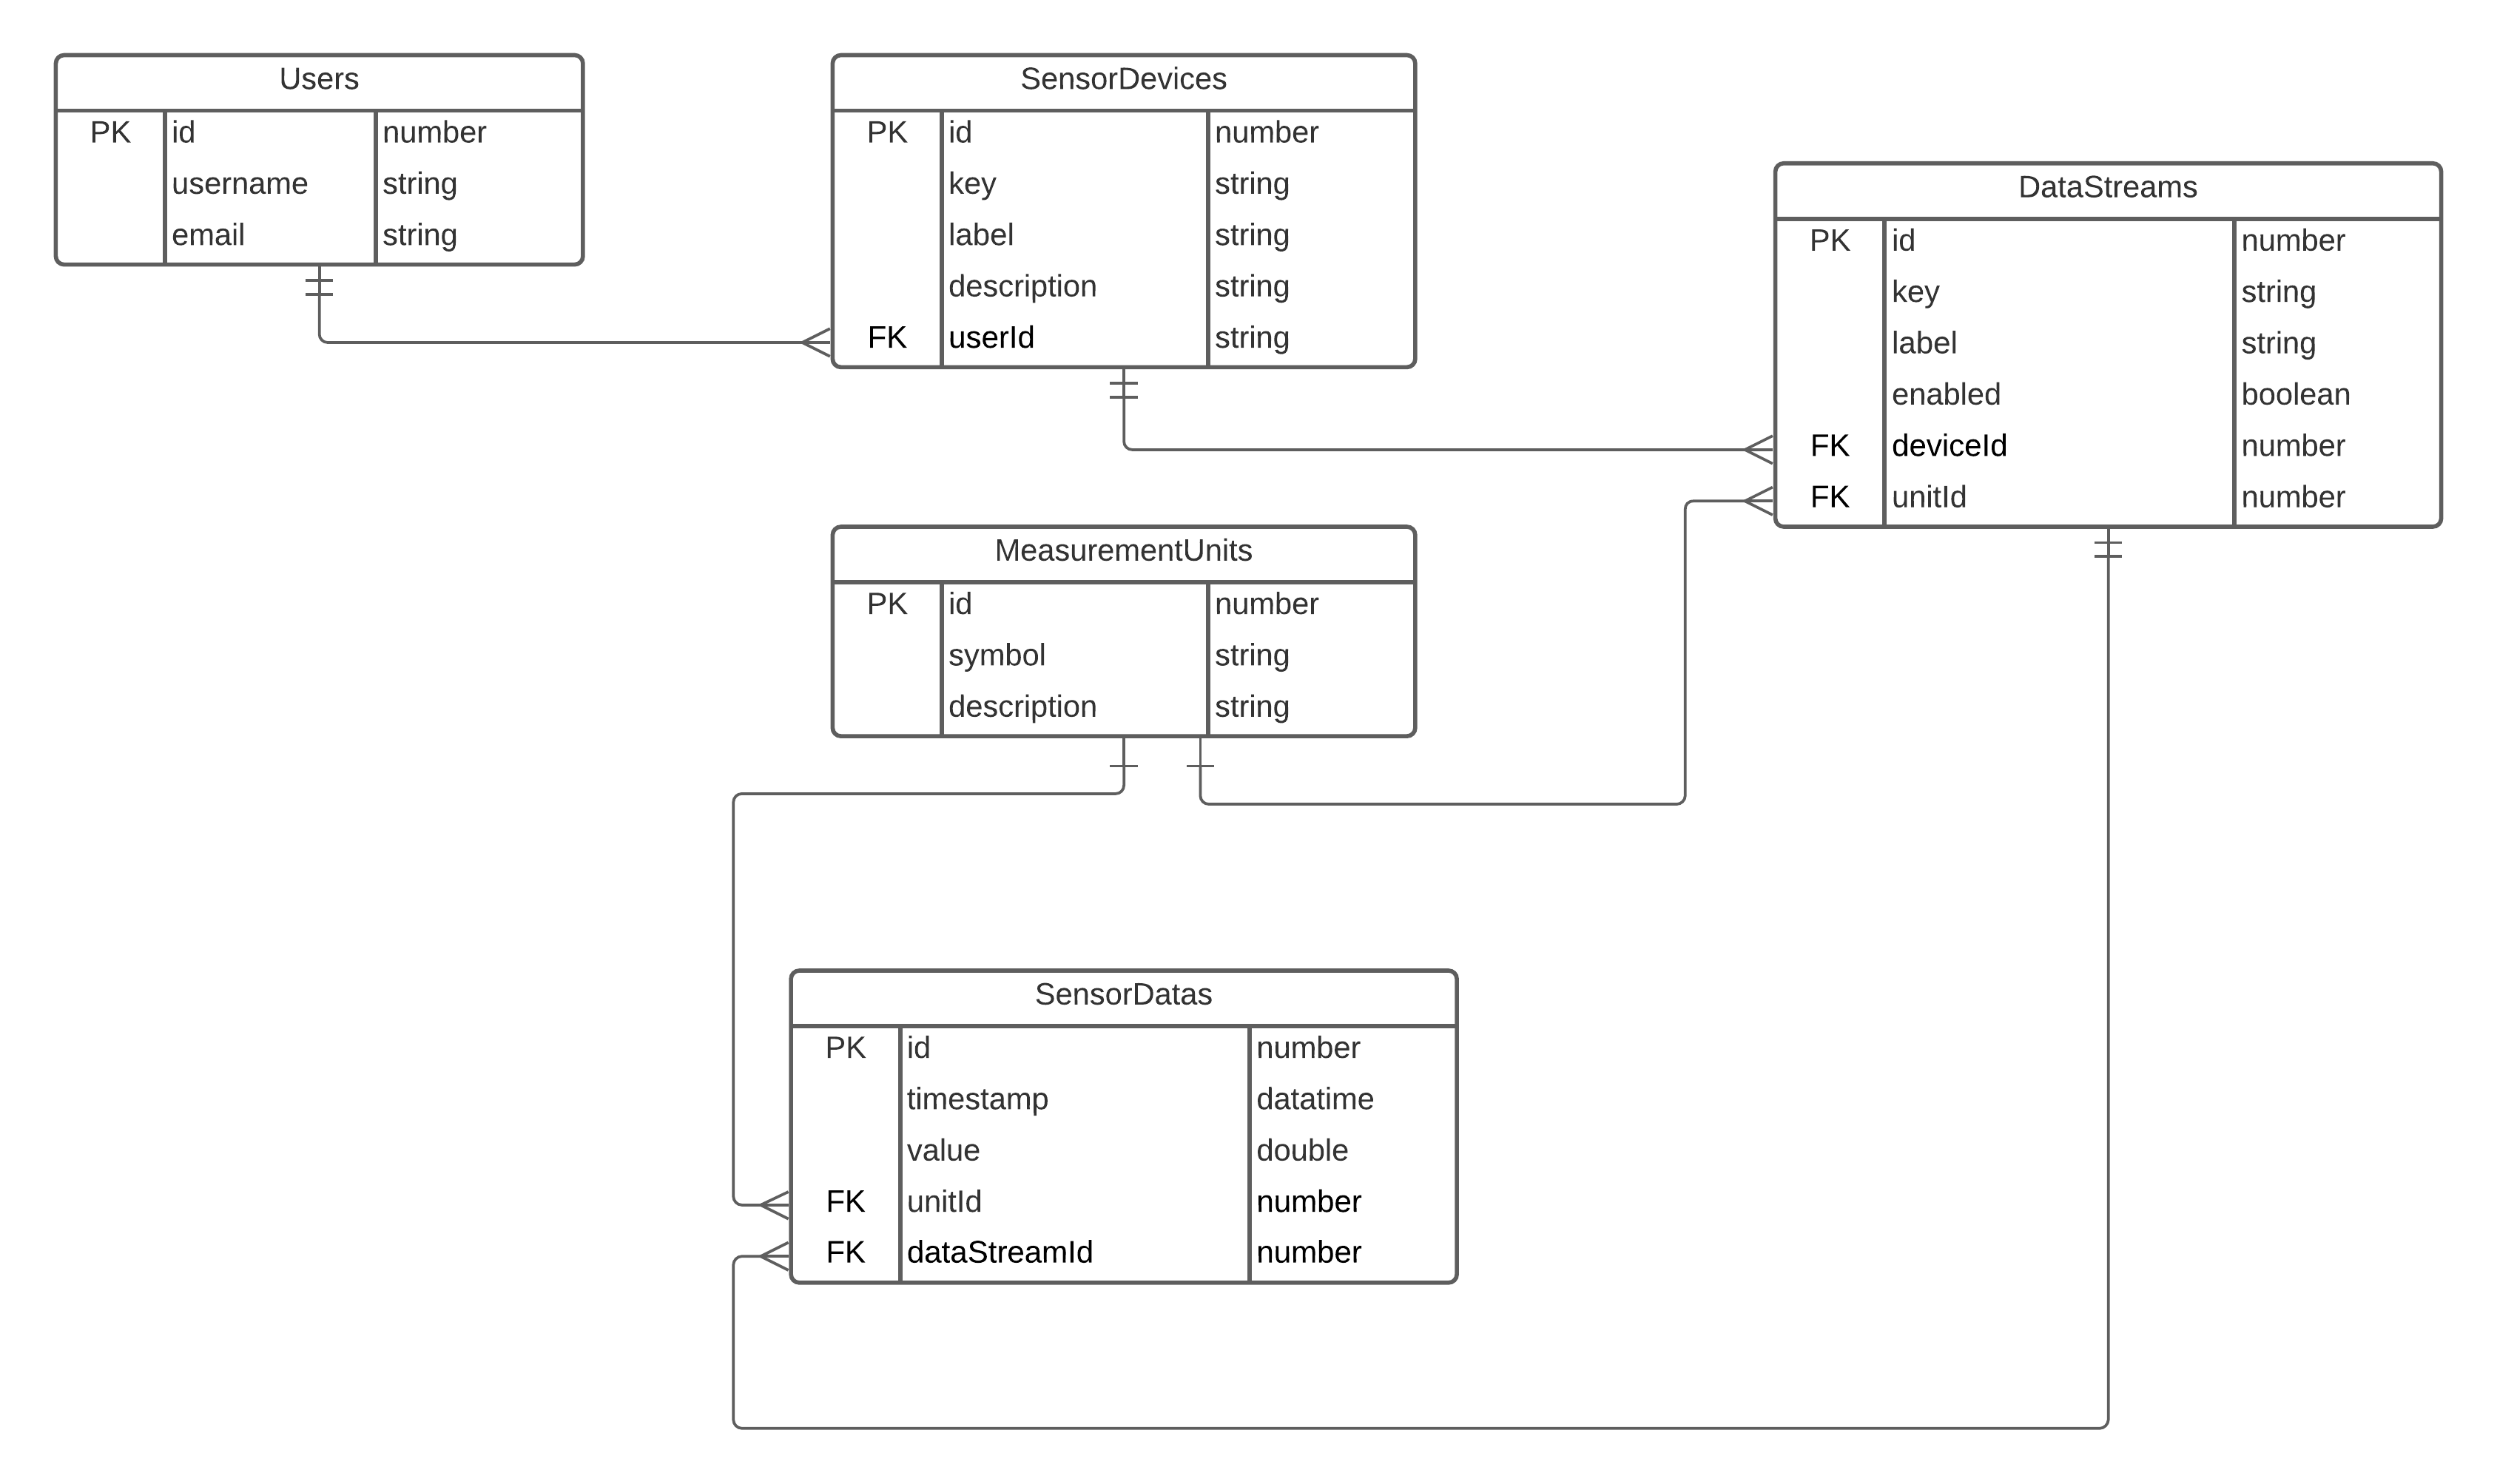 Users
PK id number
username string
email string
SensorDevices
PK id number
key string
label string
description string
FK userId string
DataStreams
PK id number
key string
label string
enabled boolean
FK deviceId number
FK unitId number
MeasurementUnits
PK id number
symbol string
description string
SensorDatas
PK id number
timestamp datatime
value double
FK unitId number
FK dataStreamId number